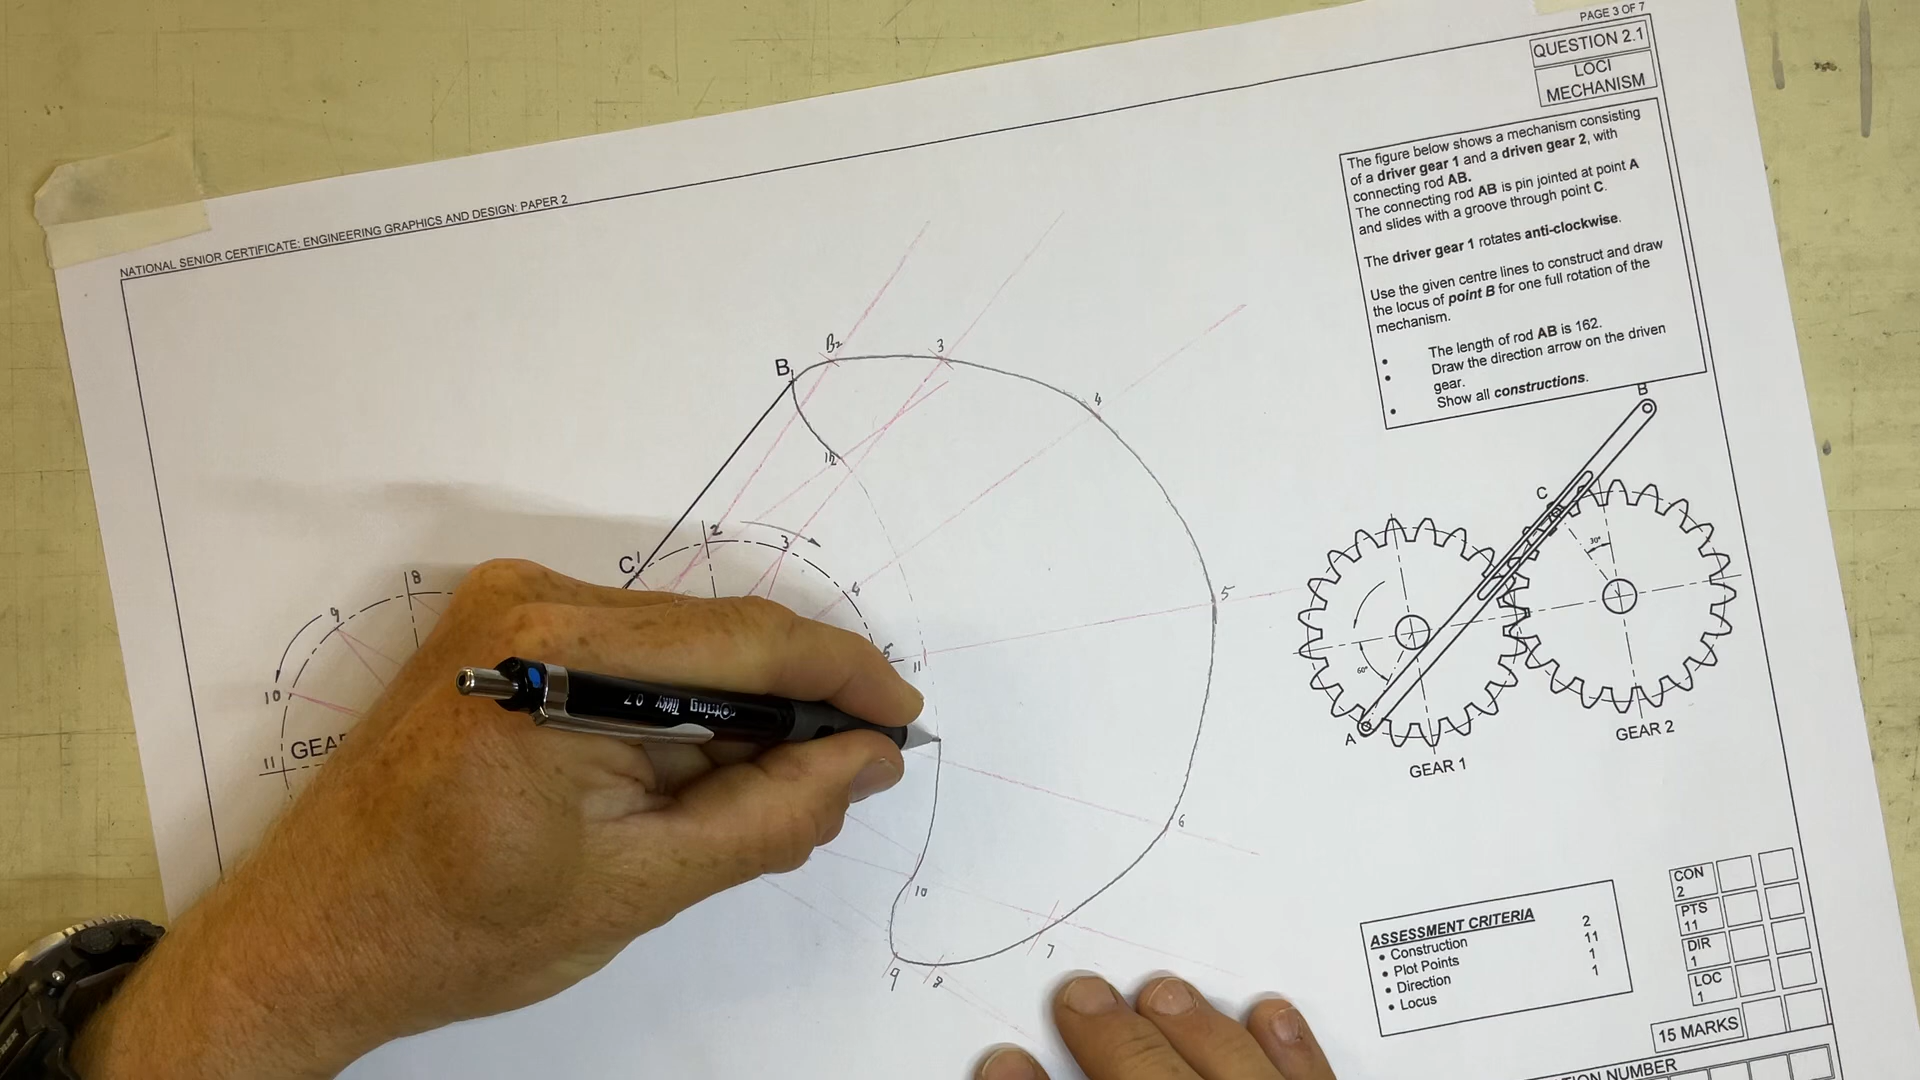 PAGE 3 OF 7
QUESTION 2.1
LOCI
MECHANISM
NATIONAL SENIOR CERTIFICATE: ENGINEERING GRAPHICS AND DESIGN: PAPER 2
The figure below shows a mechanism consisting
of a driver gear 1 and a driven gear 2, with
connecting rod AB.
The connecting rod AB is pin jointed at point A
and slides with a groove through point C.
The driver gear 1 rotates anti-clockwise.
Use the given centre lines to construct and draw
the locus of point B for one full rotation of the
mechanism.
• The length of rod AB is 162.
• Draw the direction arrow on the driven
gear.
• Show all constructions.
B
B2
3
4
5
6
7
8
9
10
11
12
C 1
2
3
4
5
8
9
10
11
rotring Tikky 0.7
B
C
30°
60°
A
GEAR 1
GEAR 2
ASSESSMENT CRITERIA
• Construction 2
• Plot Points 11
• Direction 1
• Locus 1
CON
2
PTS
11
DIR
1
LOC
1
15 MARKS
NUMBER